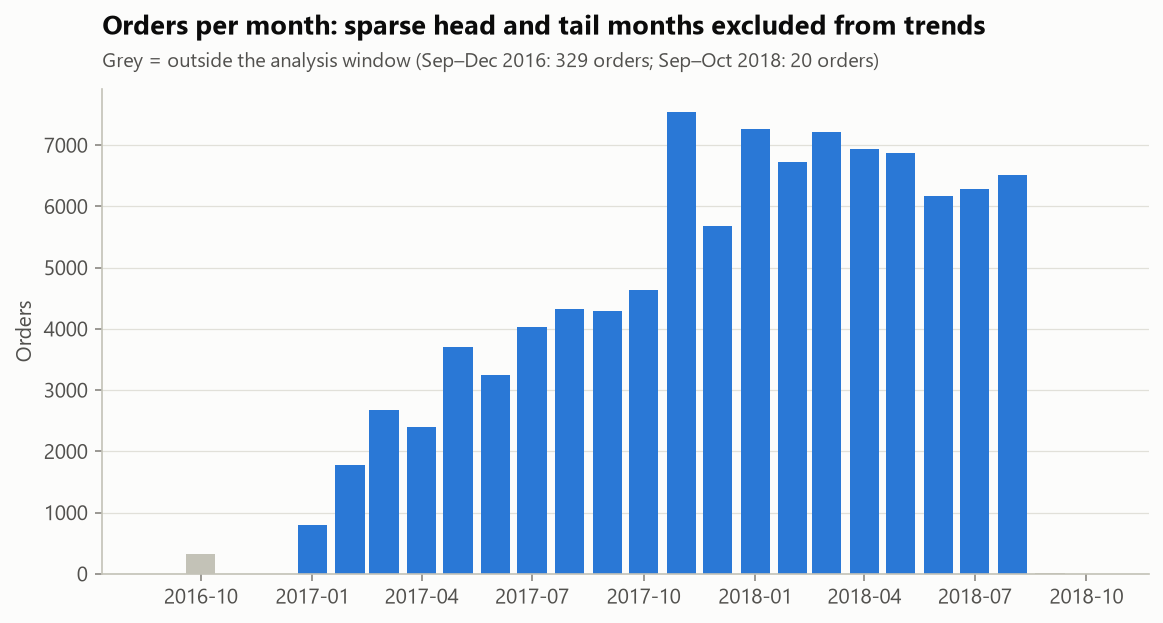 Orders per month: sparse head and tail months excluded from trends
Grey = outside the analysis window (Sep–Dec 2016: 329 orders; Sep–Oct 2018: 20 orders)
Orders
7000
6000
5000
4000
3000
2000
1000
0
2016-10 2017-01 2017-04 2017-07 2017-10 2018-01 2018-04 2018-07 2018-10